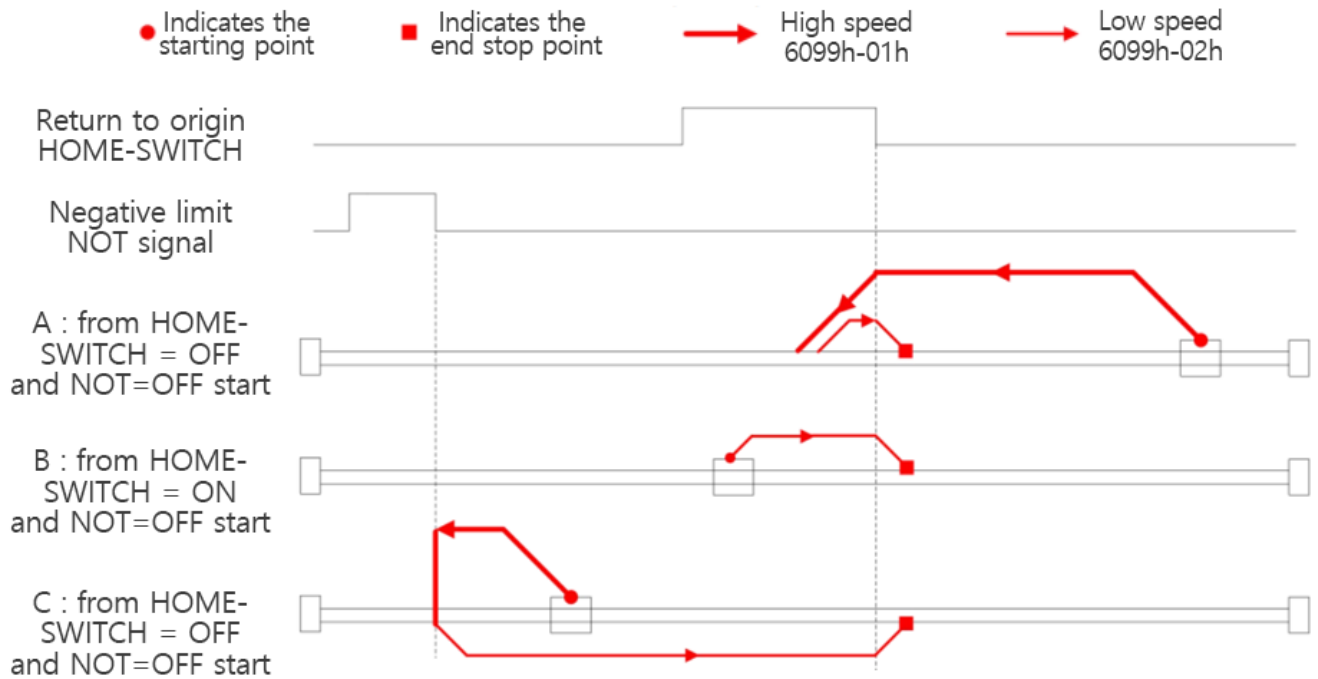 Indicates the
starting point
Indicates the
end stop point
High speed
6099h-01h
Low speed
6099h-02h
Return to origin
HOME-SWITCH
Negative limit
NOT signal
A : from HOME-
SWITCH = OFF
and NOT=OFF start
B : from HOME-
SWITCH = ON
and NOT=OFF start
C : from HOME-
SWITCH = OFF
and NOT=OFF start